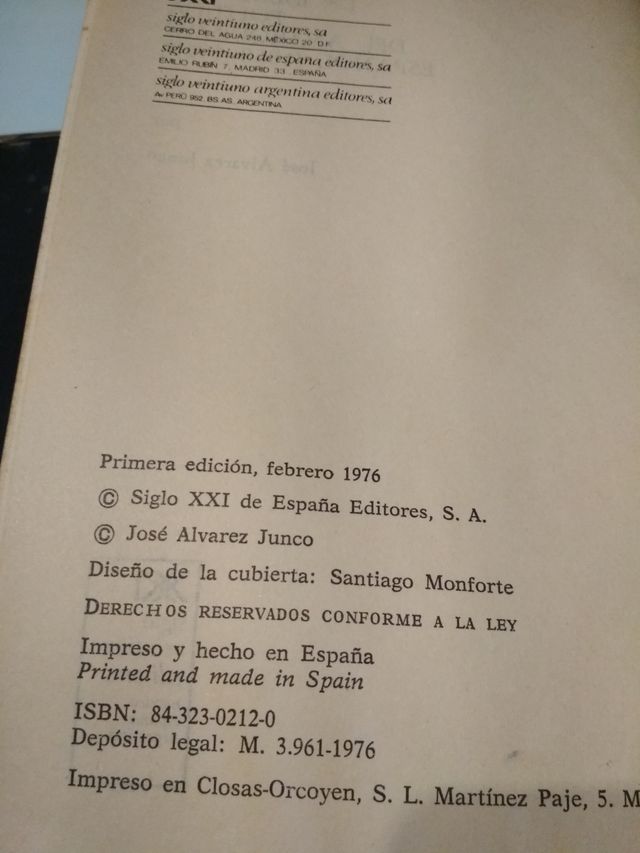 siglo veintiuno editores, sa
CERRO DEL AGUA 248. MÉXICO 20. D.F.
siglo veintiuno de españa editores, sa
EMILIO RUBÍN 7, MADRID 33. ESPAÑA
siglo veintiuno argentina editores, sa
Av. PERÚ 952. BS. AS. ARGENTINA
Primera edición, febrero 1976
© Siglo XXI de España Editores, S. A.
© José Alvarez Junco
Diseño de la cubierta: Santiago Monforte
DERECHOS RESERVADOS CONFORME A LA LEY
Impreso y hecho en España
Printed and made in Spain
ISBN: 84-323-0212-0
Depósito legal: M. 3.961-1976
Impreso en Closas-Orcoyen, S. L. Martínez Paje, 5. M